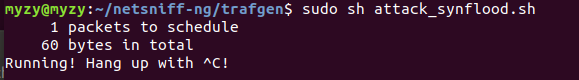 myzy@myzy:~/netsniff-ng/trafgen$ sudo sh attack_synflood.sh
1 packets to schedule
60 bytes in total
Running! Hang up with ^C!